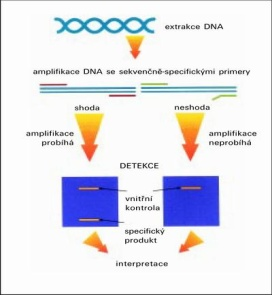 extrakce DNA
amplifikace DNA se sekvenčně-specifickými primery
shoda
neshoda
amplifikace
probíhá
amplifikace
neprobíhá
DETEKCE
vnitřní
kontrola
specifický
produkt
interpretace